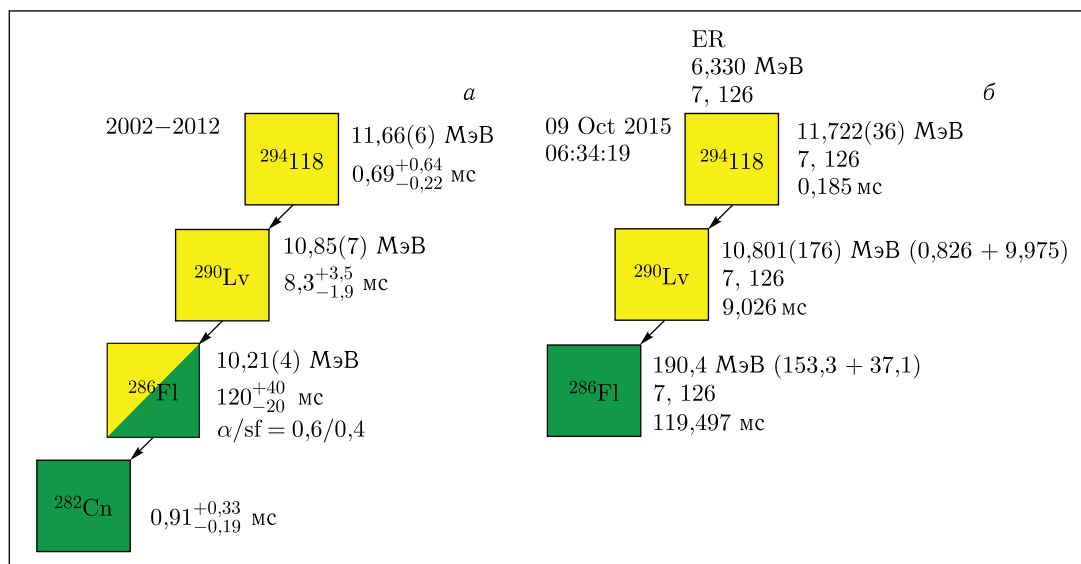 а
2002–2012
²⁹⁴118
11,66(6) МэВ
0,69⁺⁰,⁶⁴₋₀,₂₂ мс
²⁹⁰Lv
10,85(7) МэВ
8,3⁺³,⁵₋₁,₉ мс
²⁸⁶Fl
10,21(4) МэВ
120⁺⁴⁰₋₂₀ мс
α/sf = 0,6/0,4
²⁸²Cn
0,91⁺⁰,³³₋₀,₁₉ мс
ER
6,330 МэВ
7, 126
б
09 Oct 2015
06:34:19
²⁹⁴118
11,722(36) МэВ
7, 126
0,185 мс
²⁹⁰Lv
10,801(176) МэВ (0,826 + 9,975)
7, 126
9,026 мс
²⁸⁶Fl
190,4 МэВ (153,3 + 37,1)
7, 126
119,497 мс